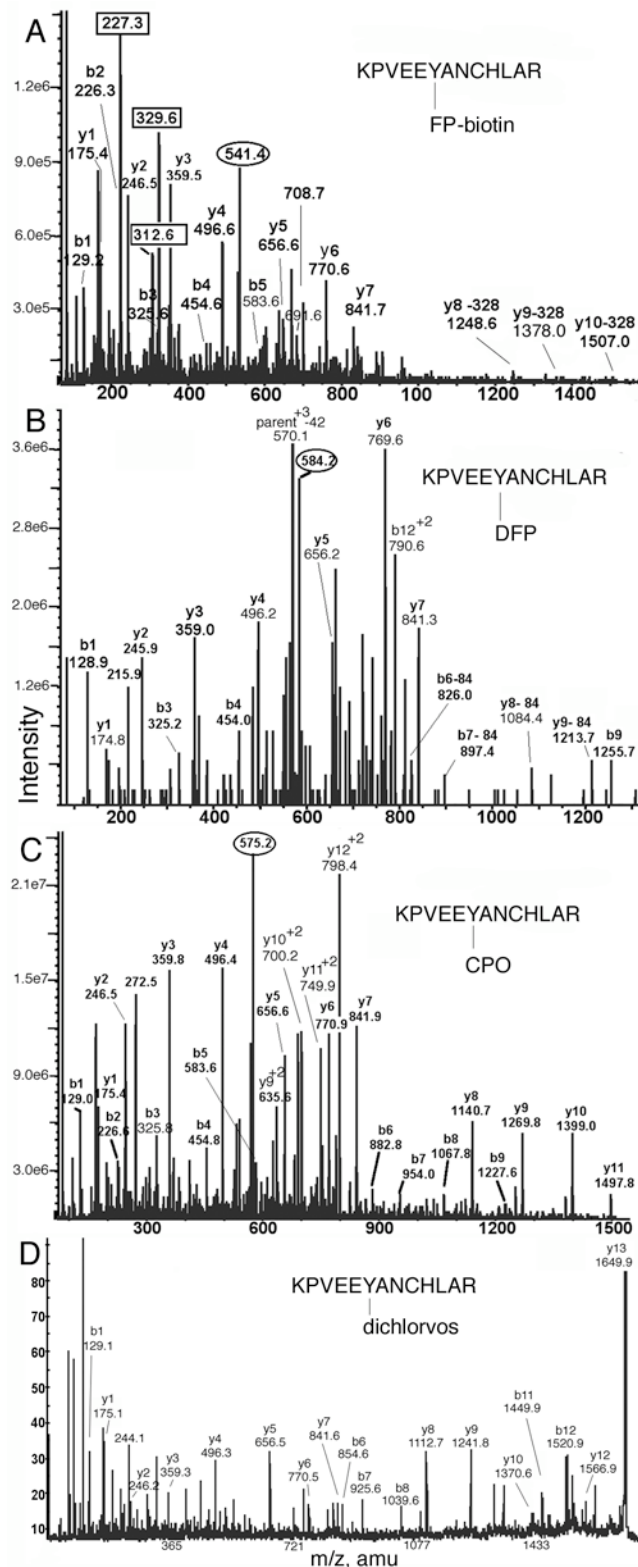 A
227.3
1.2e6
b2
226.3
KPVEEYANCHLAR
FP-biotin
y1
175.4
329.6
9.0e5
y2
246.5
y3
359.5
541.4
708.7
6.0e5
312.6
y4
496.6
y5
656.6
y6
770.6
b1
129.2
3.0e5
b3
325.6
b4
454.6
b5
583.6
691.6
y7
841.7
y8 -328
1248.6
y9-328
1378.0
y10-328
1507.0
200 400 600 800 1000 1200 1400
B
parent+3 -42
570.1
584.2
y6
769.6
3.6e6
KPVEEYANCHLAR
DFP
2.8e6
y5
656.2
b12+2
790.6
2.0e6
y4
496.2
y3
359.0
y7
841.3
b1
128.9
y2
245.9
215.9
1.2e6
y1
174.8
b3
325.2
b4
454.0
b6-84
826.0
b7- 84
897.4
y8- 84
1084.4
y9- 84
1213.7
b9
1255.7
Intensity
200 400 600 800 1000 1200
C
575.2
y12+2
798.4
2.1e7
KPVEEYANCHLAR
CPO
y3
359.8
y4
496.4
y10+2
700.2
y2
246.5
272.5
1.5e7
y11+2
749.9
y5
656.6
y6
770.9
y7
841.9
b5
583.6
y9+2
635.6
9.0e6
b1
129.0
y1
175.4
b2
226.6
b3
325.8
b4
454.8
b6
882.8
b7
954.0
b8
1067.8
y8
1140.7
b9
1227.6
y9
1269.8
y10
1399.0
y11
1497.8
3.0e6
300 600 900 1200 1500
D
y13
1649.9
KPVEEYANCHLAR
dichlorvos
80
70
60
50
40
30
20
10
b1
129.1
y1
175.1
244.1
y2
246.2
y3
359.3
y4
496.3
y5
656.5
y6
770.5
y7
841.6
b6
854.6
b7
925.6
b8
1039.6
y8
1112.7
y9
1241.8
y10
1370.6
b11
1449.9
b12
1520.9
y12
1566.9
365 721 1077 1433
m/z, amu